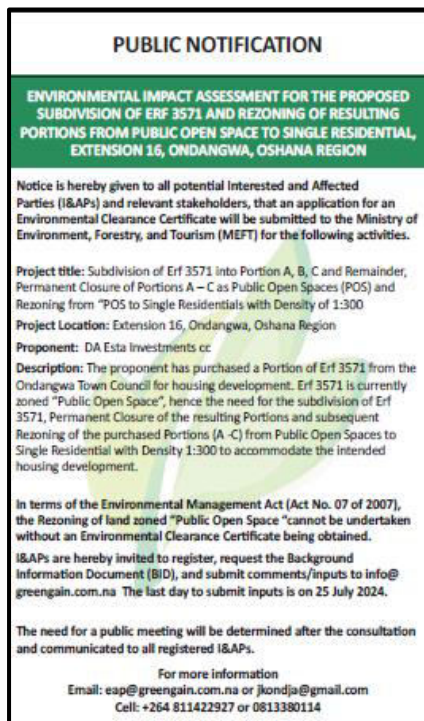 PUBLIC NOTIFICATION
ENVIRONMENTAL IMPACT ASSESSMENT FOR THE PROPOSED
SUBDIVISION OF ERF 3571 AND REZONING OF RESULTING
PORTIONS FROM PUBLIC OPEN SPACE TO SINGLE RESIDENTIAL,
EXTENSION 16, ONDANGWA, OSHANA REGION
Notice is hereby given to all potential Interested and Affected
Parties (I&APs) and relevant stakeholders, that an application for an
Environmental Clearance Certificate will be submitted to the Ministry of
Environment, Forestry, and Tourism (MEFT) for the following activities.
Project title: Subdivision of Erf 3571 into Portion A, B, C and Remainder,
Permanent Closure of Portions A – C as Public Open Spaces (POS) and
Rezoning from "POS to Single Residentials with Density of 1:300
Project Location: Extension 16, Ondangwa, Oshana Region
Proponent: DA Esta Investments cc
Description: The proponent has purchased a Portion of Erf 3571 from the
Ondangwa Town Council for housing development. Erf 3571 is currently
zoned "Public Open Space", hence the need for the subdivision of Erf
3571, Permanent Closure of the resulting Portions and subsequent
Rezoning of the purchased Portions (A -C) from Public Open Spaces to
Single Residential with Density 1:300 to accommodate the intended
housing development.
In terms of the Environmental Management Act (Act No. 07 of 2007),
the Rezoning of land zoned "Public Open Space "cannot be undertaken
without an Environmental Clearance Certificate being obtained.
I&APs are hereby invited to register, request the Background
Information Document (BID), and submit comments/inputs to info@
greengain.com.na The last day to submit inputs is on 25 July 2024.
The need for a public meeting will be determined after the consultation
and communicated to all registered I&APs.
For more information
Email: eap@greengain.com.na or jkondja@gmail.com
Cell: +264 811422927 or 0813380114